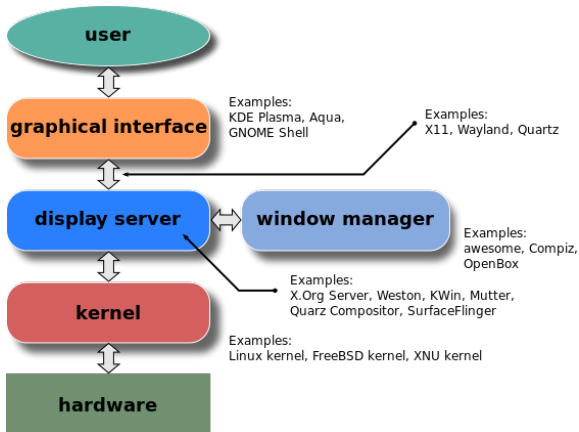 user
graphical interface
Examples:
KDE Plasma, Aqua,
GNOME Shell
Examples:
X11, Wayland, Quartz
display server
window manager
Examples:
awesome, Compiz,
OpenBox
Examples:
X.Org Server, Weston, KWin, Mutter,
Quarz Compositor, SurfaceFlinger
kernel
Examples:
Linux kernel, FreeBSD kernel, XNU kernel
hardware